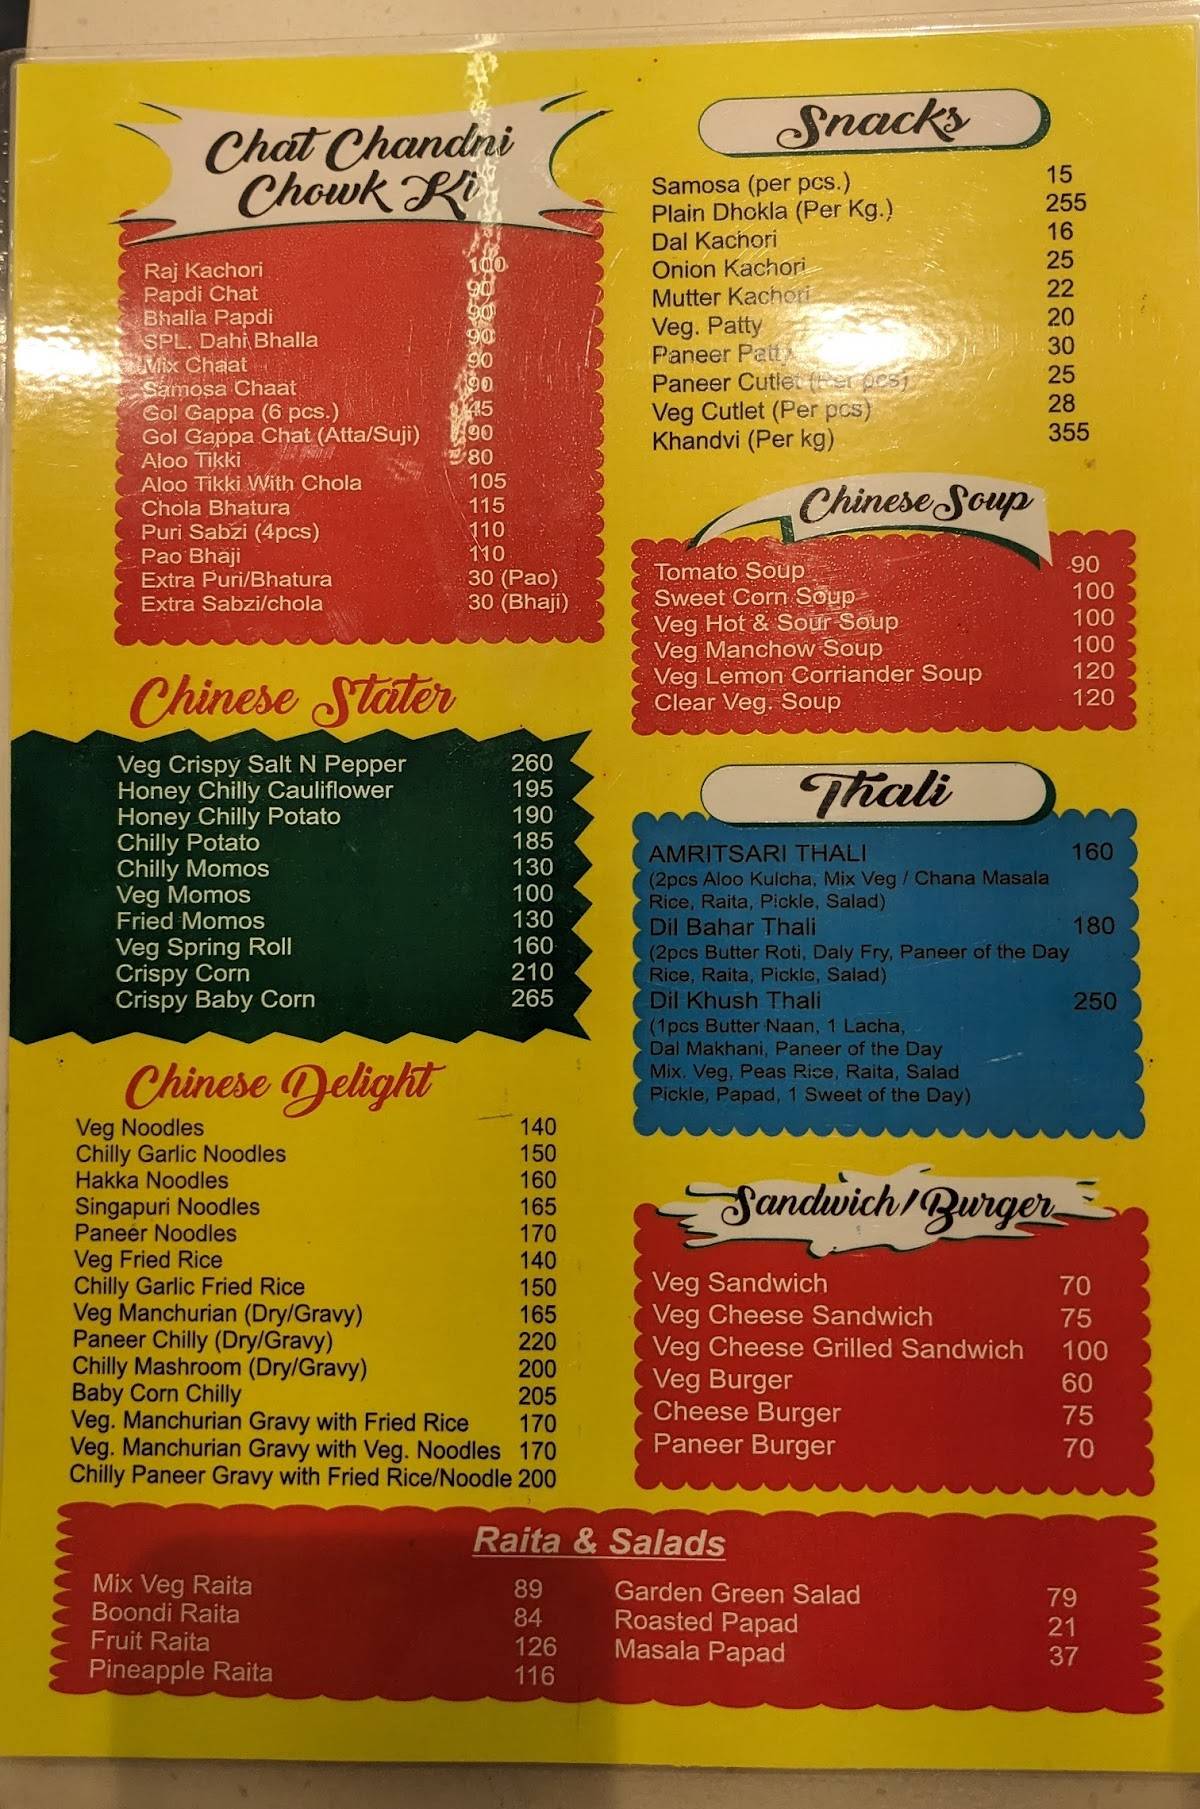 Chat Chandni
Chowk Ki
Raj Kachori 100
Papdi Chat 90
Bhalla Papdi 90
SPL. Dahi Bhalla 90
Mix Chaat 90
Samosa Chaat 90
Gol Gappa (6 pcs.) 45
Gol Gappa Chat (Atta/Suji) 90
Aloo Tikki 80
Aloo Tikki With Chola 105
Chola Bhatura 115
Puri Sabzi (4pcs) 110
Pao Bhaji 110
Extra Puri/Bhatura 30 (Pao)
Extra Sabzi/chola 30 (Bhaji)
Chinese Stater
Veg Crispy Salt N Pepper 260
Honey Chilly Cauliflower 195
Honey Chilly Potato 190
Chilly Potato 185
Chilly Momos 130
Veg Momos 100
Fried Momos 130
Veg Spring Roll 160
Crispy Corn 210
Crispy Baby Corn 265
Chinese Delight
Veg Noodles 140
Chilly Garlic Noodles 150
Hakka Noodles 160
Singapuri Noodles 165
Paneer Noodles 170
Veg Fried Rice 140
Chilly Garlic Fried Rice 150
Veg Manchurian (Dry/Gravy) 165
Paneer Chilly (Dry/Gravy) 220
Chilly Mashroom (Dry/Gravy) 200
Baby Corn Chilly 205
Veg. Manchurian Gravy with Fried Rice 170
Veg. Manchurian Gravy with Veg. Noodles 170
Chilly Paneer Gravy with Fried Rice/Noodle 200
Snacks
Samosa (per pcs.) 15
Plain Dhokla (Per Kg.) 255
Dal Kachori 16
Onion Kachori 25
Mutter Kachori 22
Veg. Patty 20
Paneer Patty 30
Paneer Cutlet (Per pcs) 25
Veg Cutlet (Per pcs) 28
Khandvi (Per kg) 355
Chinese Soup
Tomato Soup 90
Sweet Corn Soup 100
Veg Hot & Sour Soup 100
Veg Manchow Soup 100
Veg Lemon Corriander Soup 120
Clear Veg. Soup 120
Thali
AMRITSARI THALI 160
(2pcs Aloo Kulcha, Mix Veg / Chana Masala
Rice, Raita, Pickle, Salad)
Dil Bahar Thali 180
(2pcs Butter Roti, Daly Fry, Paneer of the Day
Rice, Raita, Pickle, Salad)
Dil Khush Thali 250
(1pcs Butter Naan, 1 Lacha,
Dal Makhani, Paneer of the Day
Mix. Veg, Peas Rice, Raita, Salad
Pickle, Papad, 1 Sweet of the Day)
Sandwich/Burger
Veg Sandwich 70
Veg Cheese Sandwich 75
Veg Cheese Grilled Sandwich 100
Veg Burger 60
Cheese Burger 75
Paneer Burger 70
Raita & Salads
Mix Veg Raita 89
Boondi Raita 84
Fruit Raita 126
Pineapple Raita 116
Garden Green Salad 79
Roasted Papad 21
Masala Papad 37